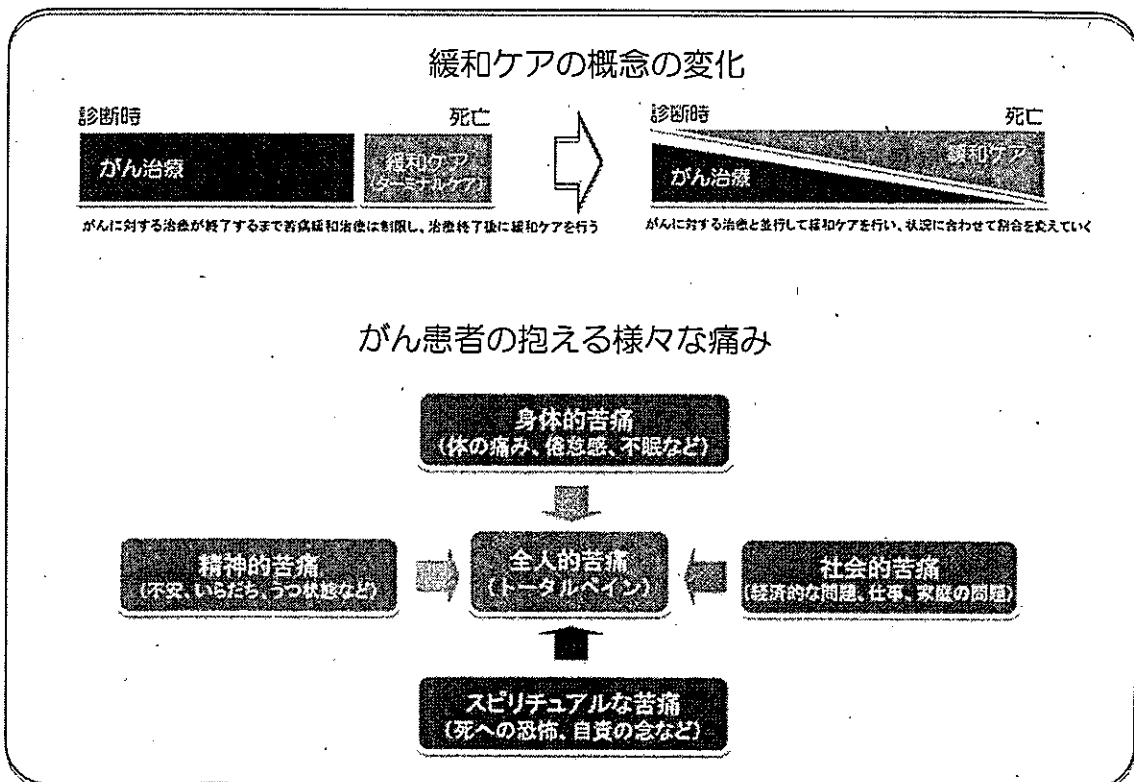 緩和ケアの概念の変化
診断時 死亡
がん治療
緩和ケア
(ターミナルケア)
がんに対する治療が終了するまで苦痛緩和治療は制限し、治療終了後に緩和ケアを行う
診断時 死亡
緩和ケア
がん治療
がんに対する治療と並行して緩和ケアを行い、状況に合わせて割合を変えていく
がん患者の抱える様々な痛み
身体的苦痛
(体の痛み、倦怠感、不眠など)
精神的苦痛
(不安、いらだち、うつ状態など)
全人的苦痛
(トータルペイン)
社会的苦痛
(経済的な問題、仕事、家庭の問題)
スピリチュアルな苦痛
(死への恐怖、自責の念など)